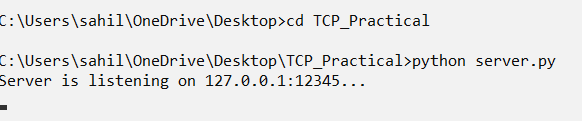 C:\Users\sahil\OneDrive\Desktop>cd TCP_Practical
C:\Users\sahil\OneDrive\Desktop\TCP_Practical>python server.py
Server is listening on 127.0.0.1:12345...